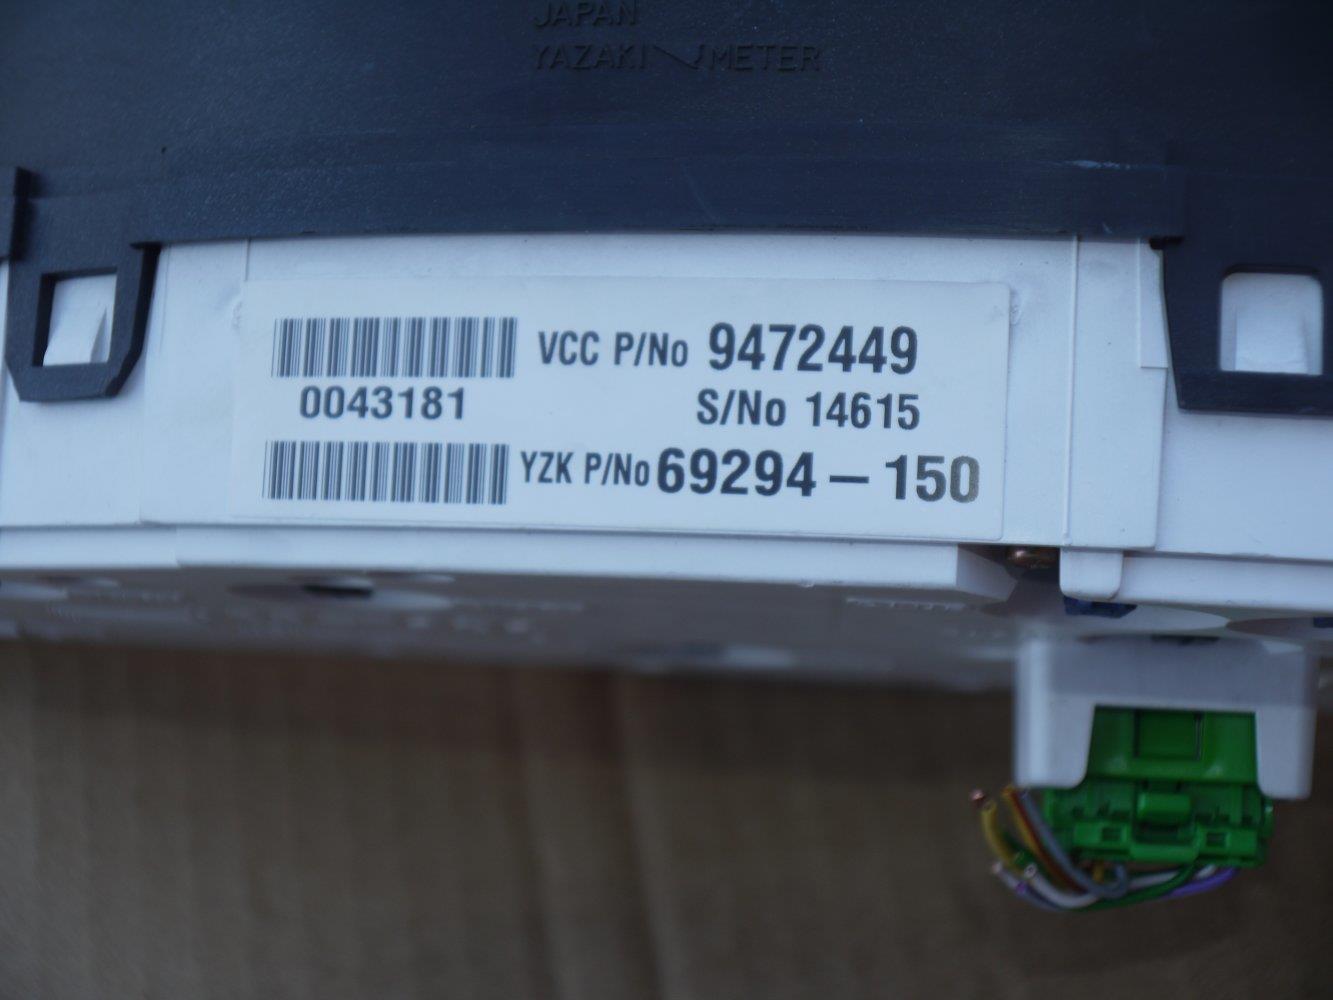 JAPAN
YAZAKI METER
VCC P/No 9472449
0043181
S/No 14615
YZK P/No 69294-150